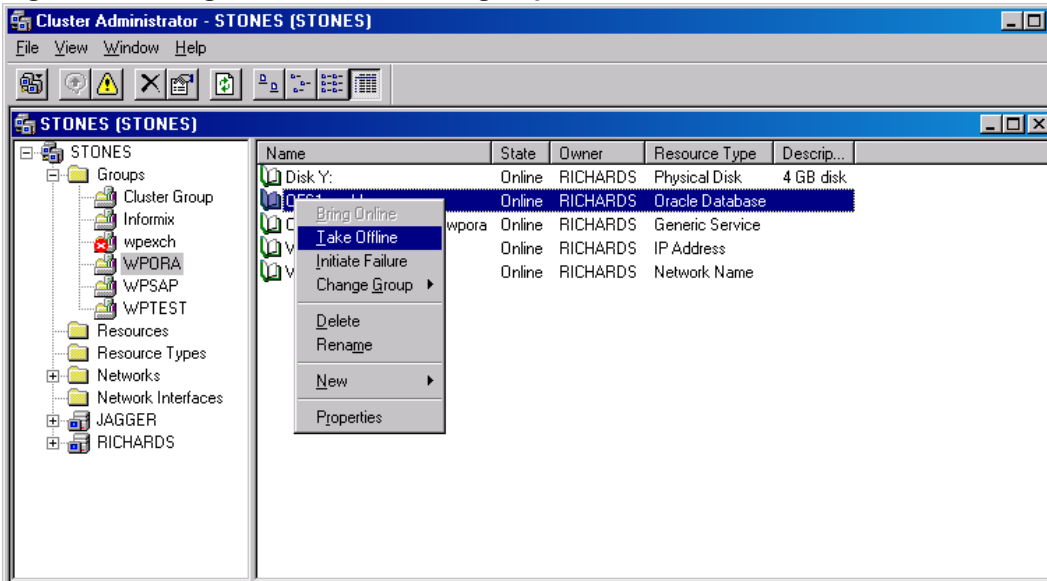 Cluster Administrator - STONES (STONES)
File View Window Help
STONES (STONES)
STONES
Groups
Cluster Group
Informix
wpexch
WPORA
WPSAP
WPTEST
Resources
Resource Types
Networks
Network Interfaces
JAGGER
RICHARDS
Name State Owner Resource Type Descrip...
Disk Y: Online RICHARDS Physical Disk 4 GB disk
Online RICHARDS Oracle Database
wpora Online RICHARDS Generic Service
Online RICHARDS IP Address
Online RICHARDS Network Name
Bring Online
Take Offline
Initiate Failure
Change Group
Delete
Rename
New
Properties